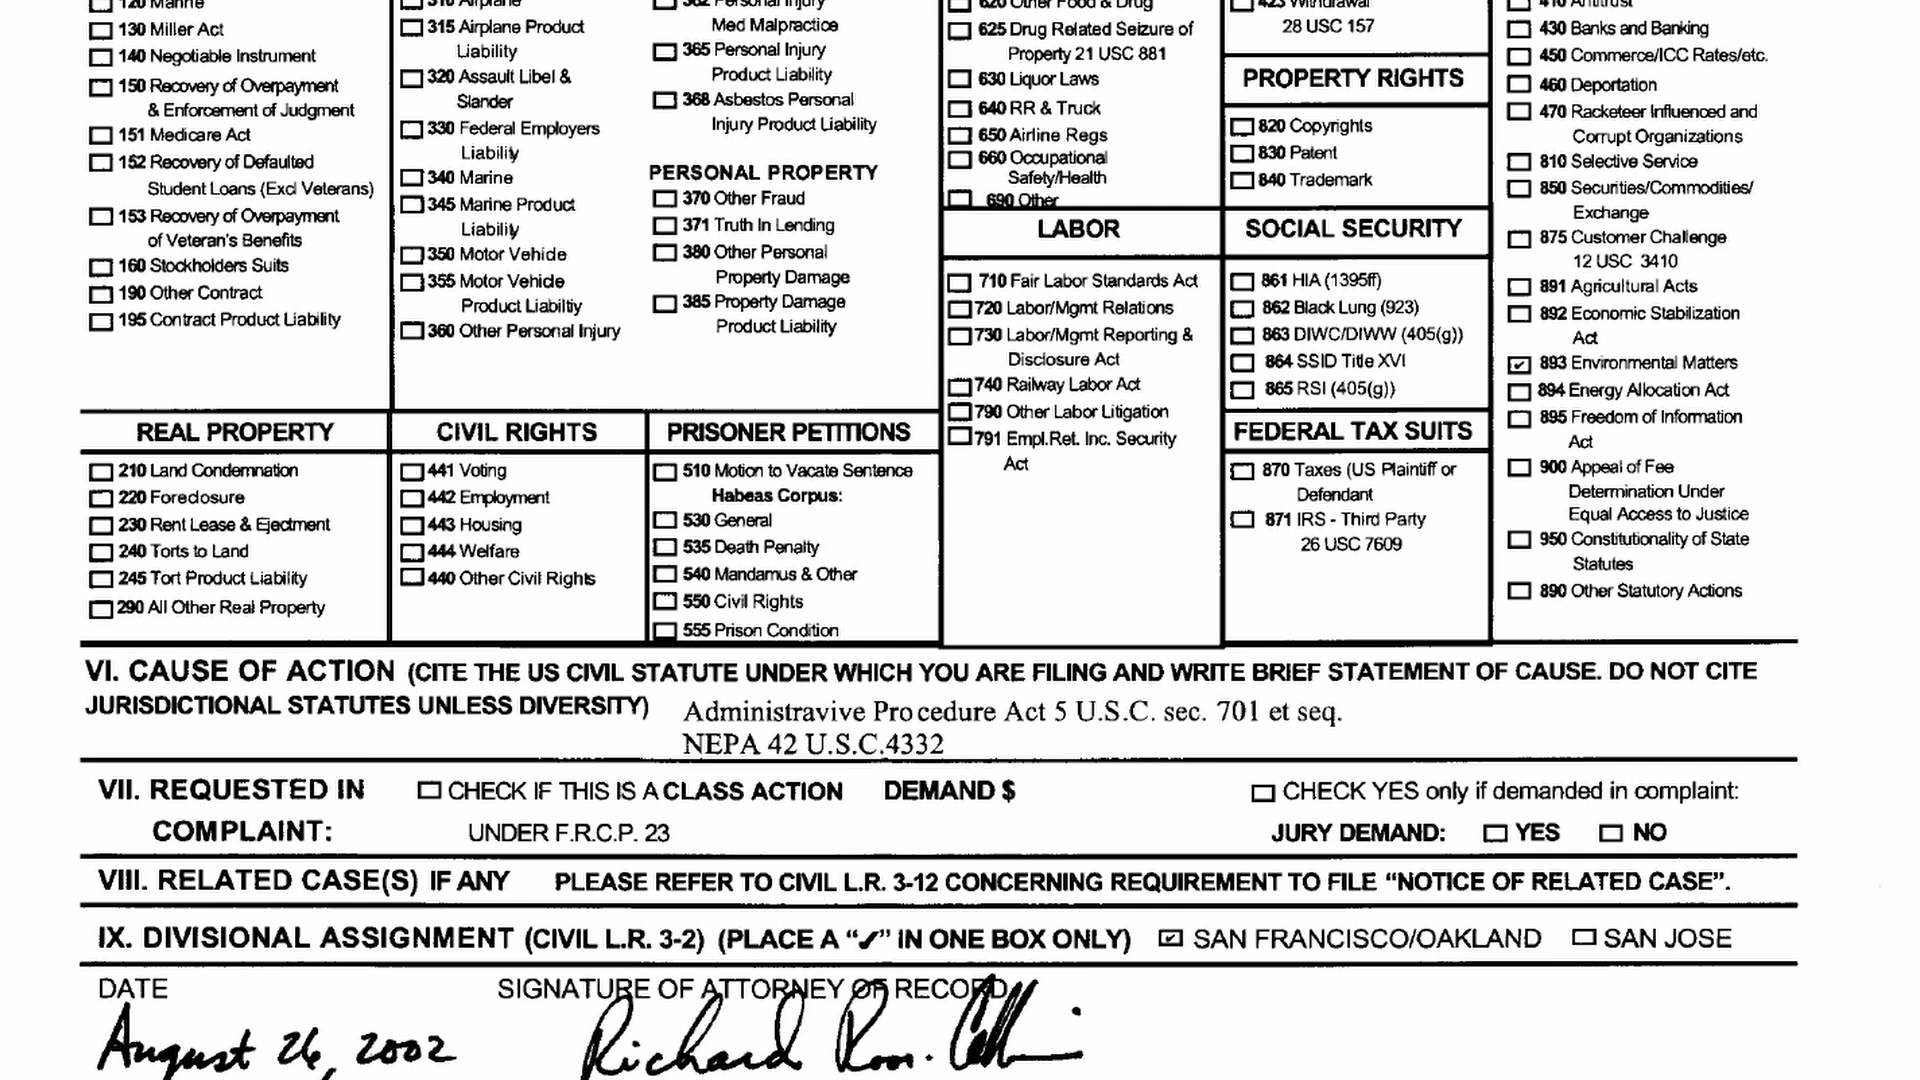 120 Marine
130 Miller Act
140 Negotiable Instrument
150 Recovery of Overpayment
& Enforcement of Judgment
151 Medicare Act
152 Recovery of Defaulted
Student Loans (Excl Veterans)
153 Recovery of Overpayment
of Veteran's Benefits
160 Stockholders Suits
190 Other Contract
195 Contract Product Liability
310 Airplane
315 Airplane Product
Liability
320 Assault Libel &
Slander
330 Federal Employers
Liability
340 Marine
345 Marine Product
Liability
350 Motor Vehicle
355 Motor Vehicle
Product Liabiltiy
360 Other Personal Injury
362 Personal Injury
Med Malpractice
365 Personal Injury
Product Liability
368 Asbestos Personal
Injury Product Liability
PERSONAL PROPERTY
370 Other Fraud
371 Truth In Lending
380 Other Personal
Property Damage
385 Property Damage
Product Liability
620 Other Food & Drug
625 Drug Related Seizure of
Property 21 USC 881
630 Liquor Laws
640 RR & Truck
650 Airline Regs
660 Occupational
Safety/Health
690 Other
LABOR
710 Fair Labor Standards Act
720 Labor/Mgmt Relations
730 Labor/Mgmt Reporting &
Disclosure Act
740 Railway Labor Act
790 Other Labor Litigation
791 Empl.Ret. Inc. Security
Act
423 Withdrawal
28 USC 157
PROPERTY RIGHTS
820 Copyrights
830 Patent
840 Trademark
SOCIAL SECURITY
861 HIA (1395ff)
862 Black Lung (923)
863 DIWC/DIWW (405(g))
864 SSID Title XVI
865 RSI (405(g))
FEDERAL TAX SUITS
870 Taxes (US Plaintiff or
Defendant
871 IRS - Third Party
26 USC 7609
410 Antitrust
430 Banks and Banking
450 Commerce/ICC Rates/etc.
460 Deportation
470 Racketeer Influenced and
Corrupt Organizations
810 Selective Service
850 Securities/Commodities/
Exchange
875 Customer Challenge
12 USC 3410
891 Agricultural Acts
892 Economic Stabilization
Act
893 Environmental Matters
894 Energy Allocation Act
895 Freedom of Information
Act
900 Appeal of Fee
Determination Under
Equal Access to Justice
950 Constitutionality of State
Statutes
890 Other Statutory Actions
REAL PROPERTY
210 Land Condemnation
220 Foreclosure
230 Rent Lease & Ejectment
240 Torts to Land
245 Tort Product Liability
290 All Other Real Property
CIVIL RIGHTS
441 Voting
442 Employment
443 Housing
444 Welfare
440 Other Civil Rights
PRISONER PETITIONS
510 Motion to Vacate Sentence
Habeas Corpus:
530 General
535 Death Penalty
540 Mandamus & Other
550 Civil Rights
555 Prison Condition
VI. CAUSE OF ACTION (CITE THE US CIVIL STATUTE UNDER WHICH YOU ARE FILING AND WRITE BRIEF STATEMENT OF CAUSE. DO NOT CITE
JURISDICTIONAL STATUTES UNLESS DIVERSITY) Administravive Procedure Act 5 U.S.C. sec. 701 et seq.
NEPA 42 U.S.C.4332
VII. REQUESTED IN CHECK IF THIS IS A CLASS ACTION DEMAND $ CHECK YES only if demanded in complaint:
COMPLAINT: UNDER F.R.C.P. 23 JURY DEMAND: YES NO
VIII. RELATED CASE(S) IF ANY PLEASE REFER TO CIVIL L.R. 3-12 CONCERNING REQUIREMENT TO FILE “NOTICE OF RELATED CASE”.
IX. DIVISIONAL ASSIGNMENT (CIVIL L.R. 3-2) (PLACE A “✓” IN ONE BOX ONLY) SAN FRANCISCO/OAKLAND SAN JOSE
DATE SIGNATURE OF ATTORNEY OF RECORD
August 26, 2002 Richard